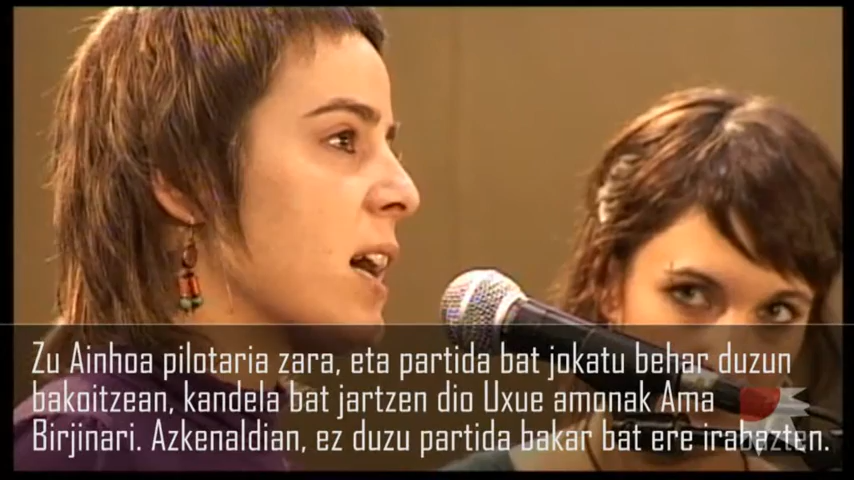 Zu Ainhoa pilotaria zara, eta partida bat jokatu behar duzun
bakoitzean, kandela bat jartzen dio Uxue amonak Ama
Birjinari. Azkenaldian, ez duzu partida bakar bat ere irabazten.